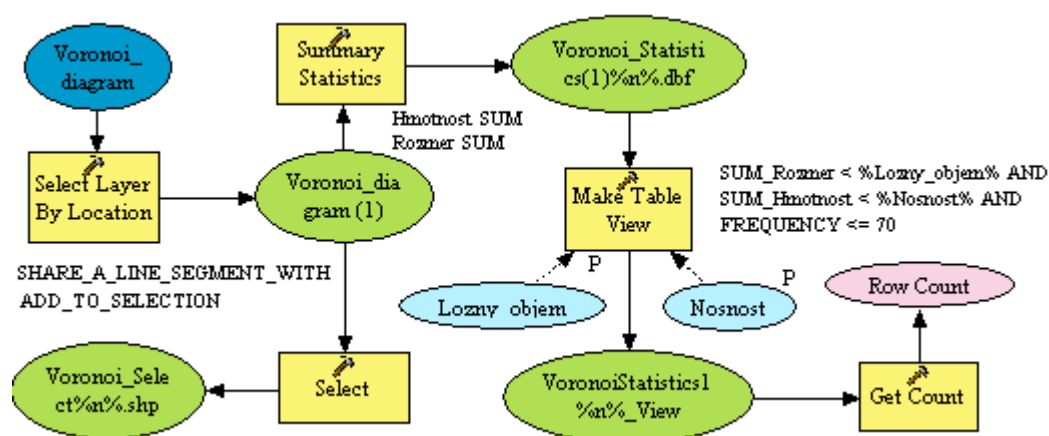 Voronoi_
diagram
Summary
Statistics
Voronoi_Statisti
cs(1)%n%.dbf
Hmotnost SUM
Rozmer SUM
Select Layer
By Location
Voronoi_dia
gram (1)
Make Table
View
SUM_Rozmer < %Lozny_objem% AND
SUM_Hmotnost < %Nosnost% AND
FREQUENCY <= 70
SHARE_A_LINE_SEGMENT_WITH
ADD_TO_SELECTION
P
P
Lozny_objem
Nosnost
Row Count
Voronoi_Sele
ct%n%.shp
Select
VoronoiStatistics1
%n%_View
Get Count